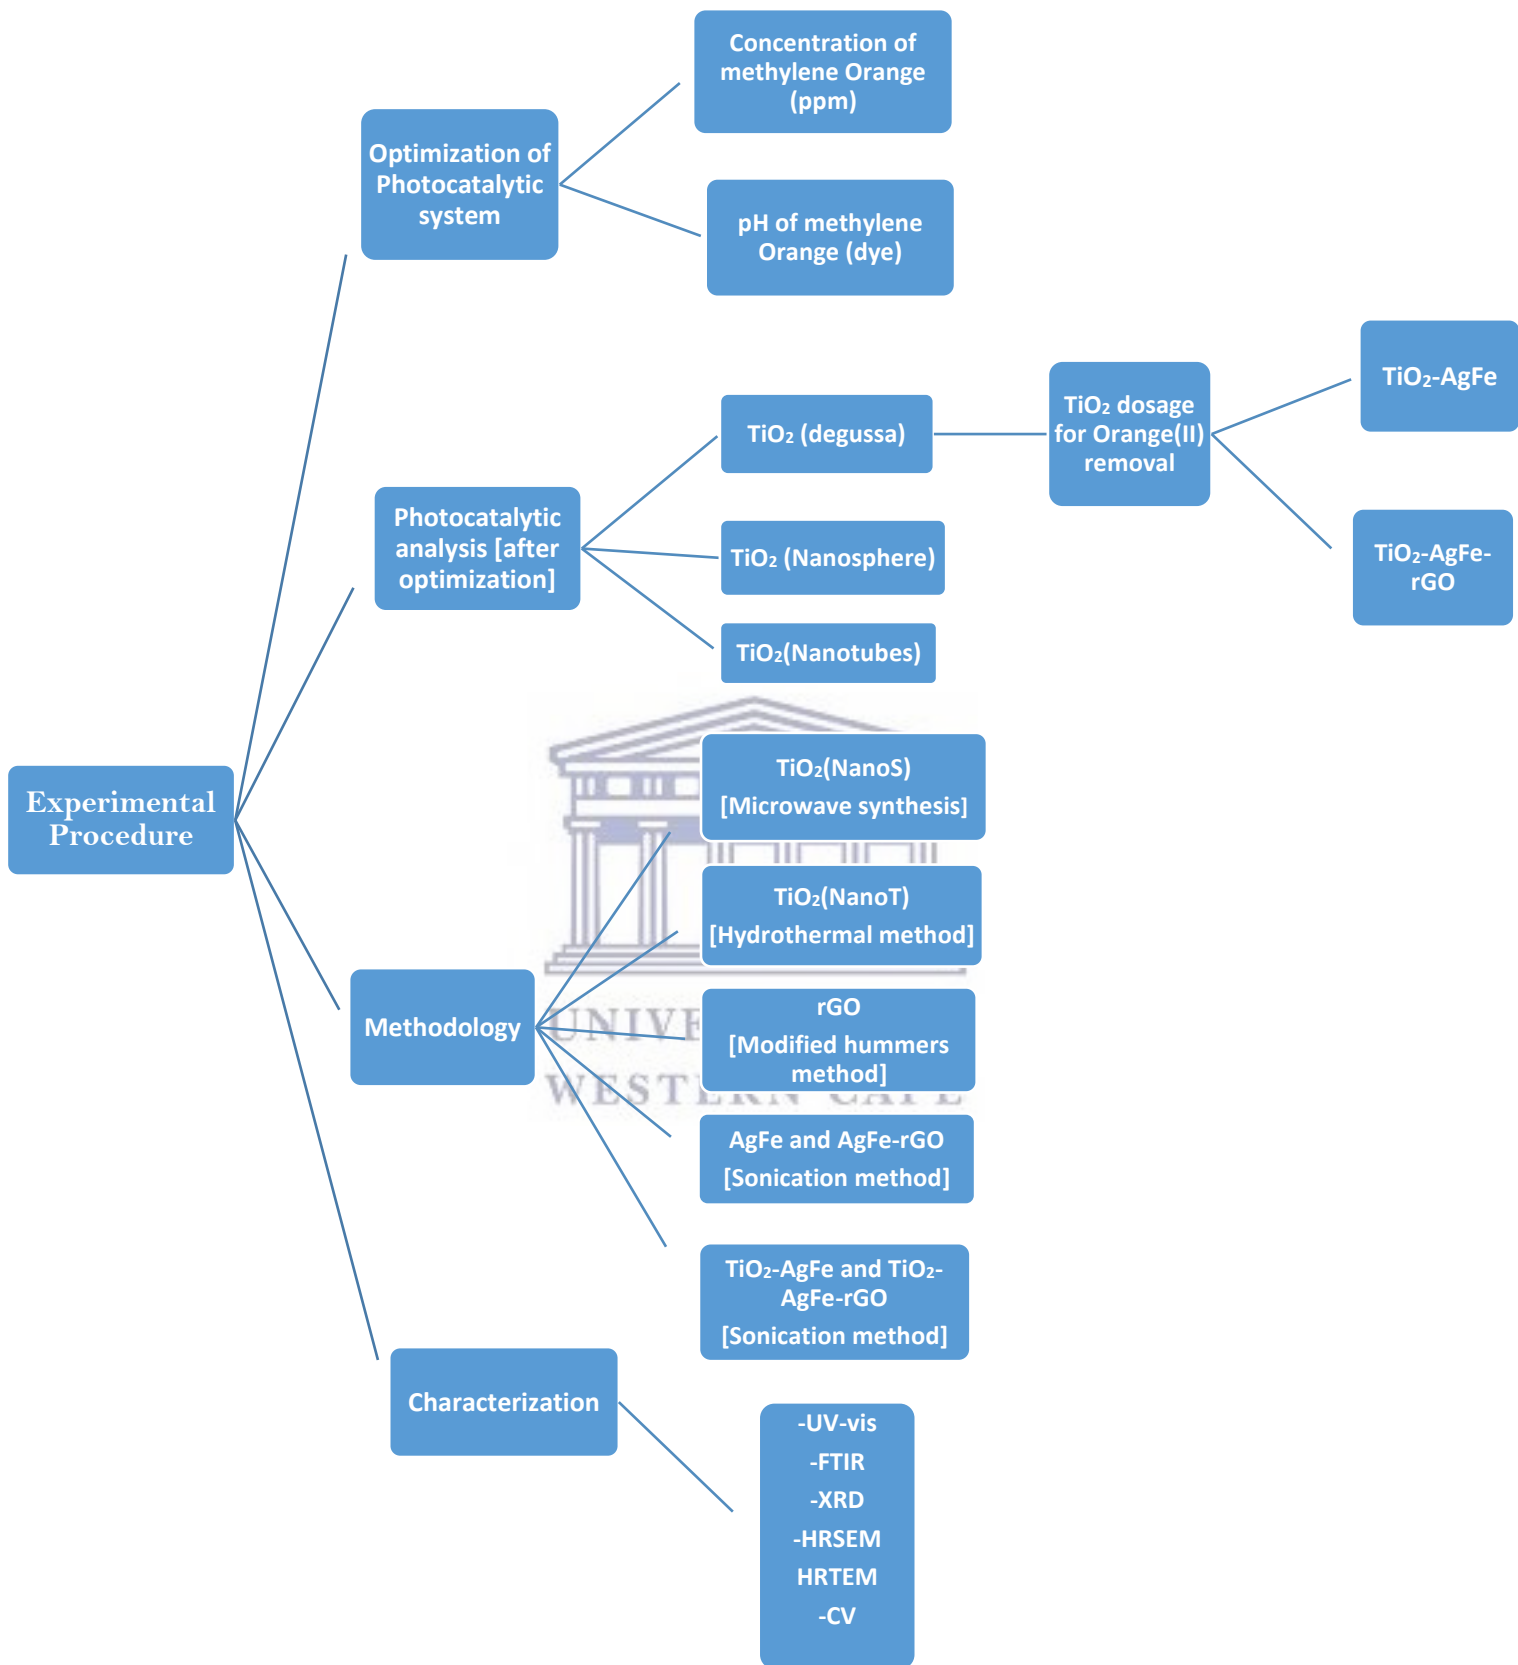 Concentration of
methylene Orange
(ppm)
Optimization of
Photocatalytic
system
pH of methylene
Orange (dye)
TiO₂-AgFe
TiO₂ dosage
for Orange(II)
removal
TiO₂ (degussa)
Photocatalytic
analysis [after
optimization]
TiO₂-AgFe-
rGO
TiO₂ (Nanosphere)
TiO₂(Nanotubes)
Experimental
Procedure
TiO₂(NanoS)
[Microwave synthesis]
TiO₂(NanoT)
[Hydrothermal method]
Methodology
rGO
[Modified hummers
method]
UNIVE
WESTERN CAPE
AgFe and AgFe-rGO
[Sonication method]
TiO₂-AgFe and TiO₂-
AgFe-rGO
[Sonication method]
Characterization
-UV-vis
-FTIR
-XRD
-HRSEM
HRTEM
-CV